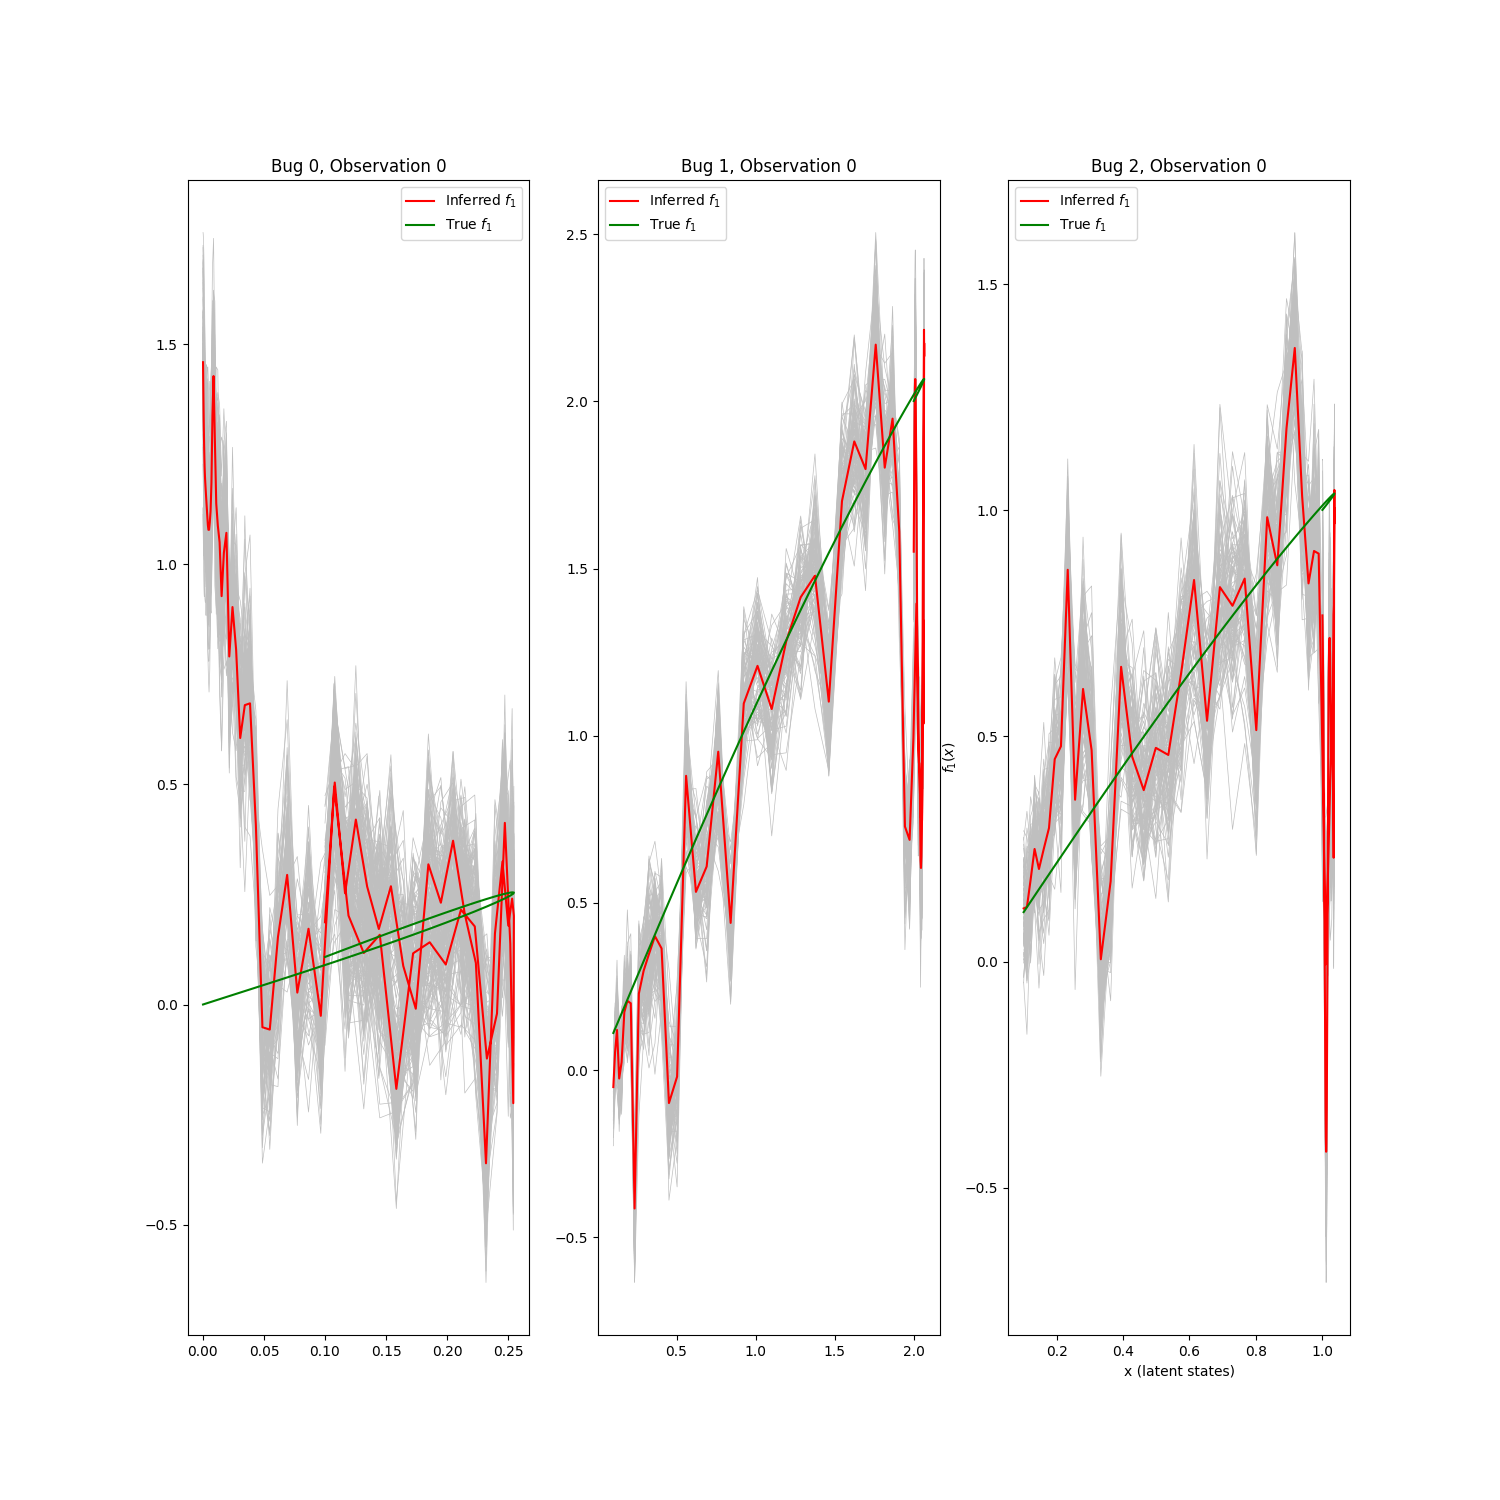 Bug 0, Observation 0
Inferred f₁
True f₁
1.5
1.0
0.5
0.0
−0.5
0.00 0.05 0.10 0.15 0.20 0.25
Bug 1, Observation 0
Inferred f₁
True f₁
2.5
2.0
1.5
1.0
0.5
0.0
−0.5
0.5 1.0 1.5 2.0
Bug 2, Observation 0
Inferred f₁
True f₁
f₁(x)
1.5
1.0
0.5
0.0
−0.5
0.2 0.4 0.6 0.8 1.0
x (latent states)